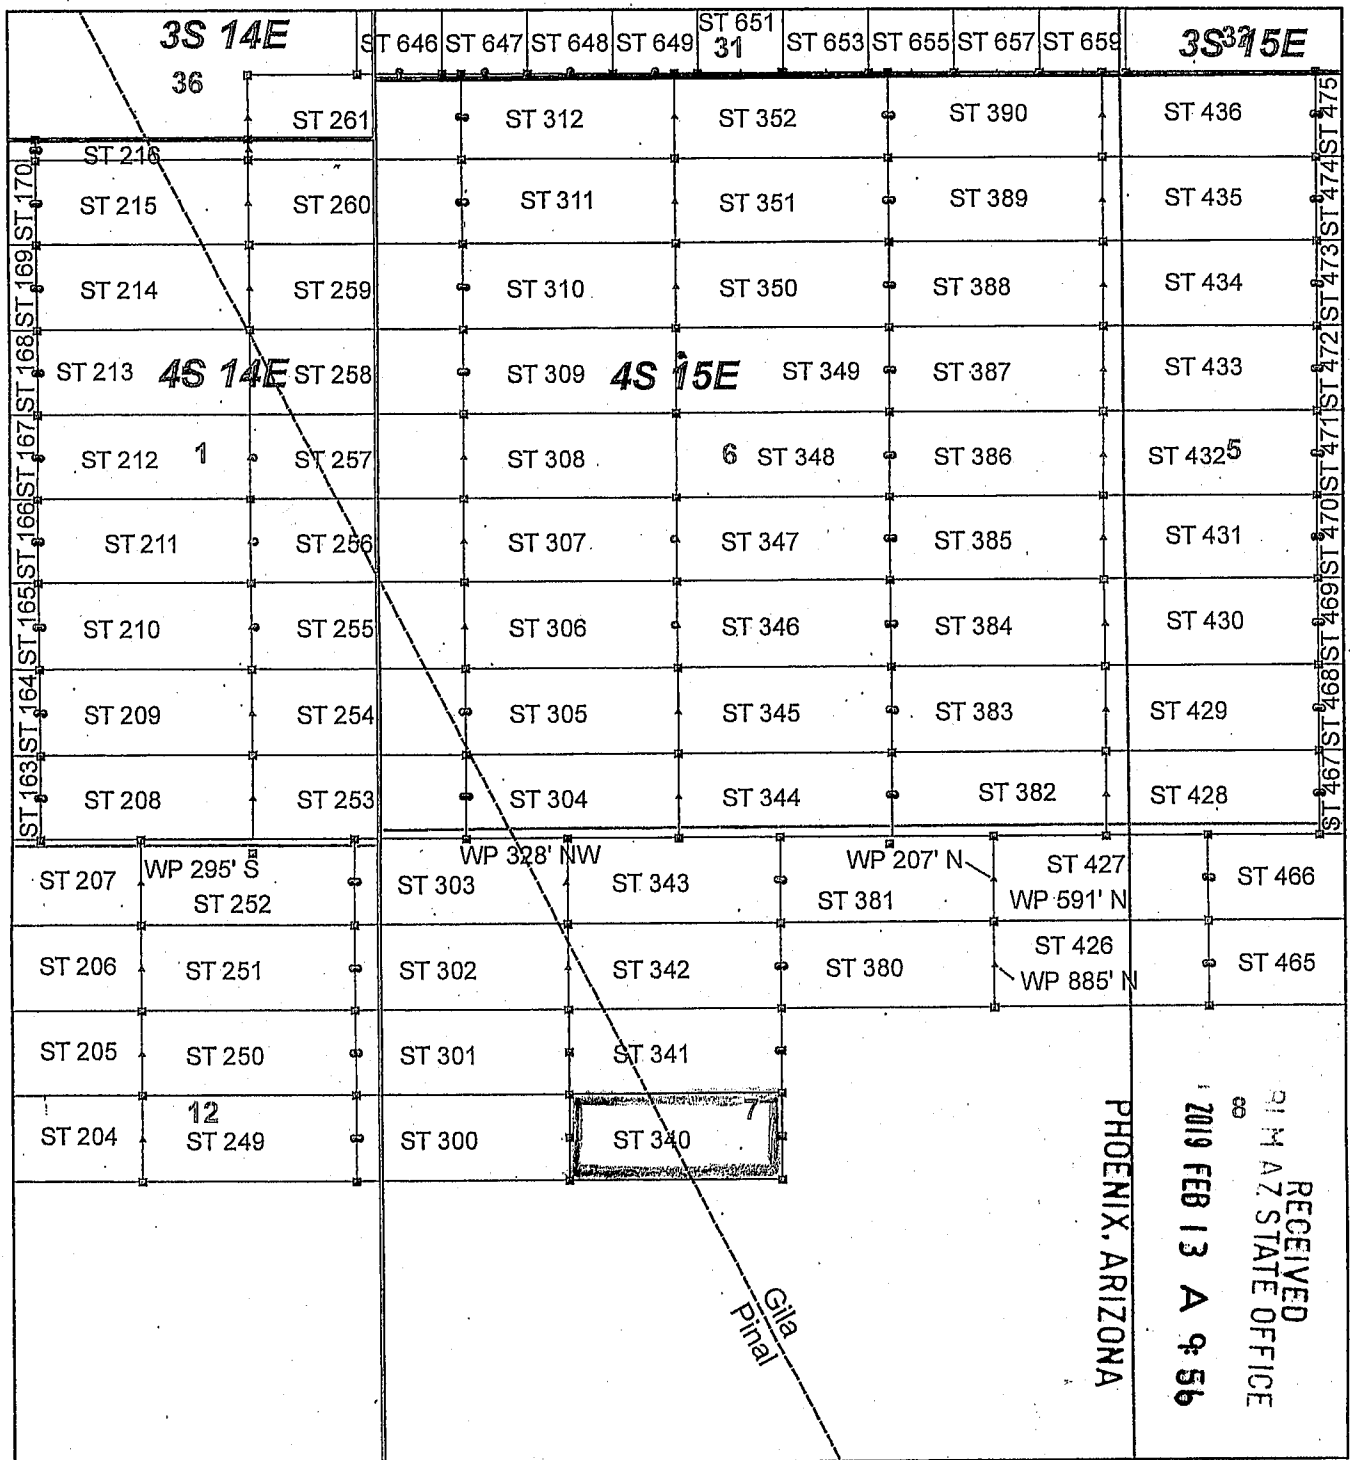 3S 14E
ST 646 ST 647 ST 648 ST 649 ST 651 ST 653 ST 655 ST 657 ST 659
31
3S 15E
32
36
ST 261 ST 312 ST 352 ST 390 ST 436 ST 475
ST 216
ST 170 ST 215 ST 260 ST 311 ST 351 ST 389 ST 435 ST 474
ST 169 ST 214 ST 259 ST 310 ST 350 ST 388 ST 434 ST 473
ST 168 ST 213 4S 14E ST 258 ST 309 4S 15E ST 349 ST 387 ST 433 ST 472
ST 167 ST 212 1 ST 257 ST 308 6 ST 348 ST 386 ST 432 5 ST 471
ST 166 ST 211 ST 256 ST 307 ST 347 ST 385 ST 431 ST 470
ST 165 ST 210 ST 255 ST 306 ST 346 ST 384 ST 430 ST 469
ST 164 ST 209 ST 254 ST 305 ST 345 ST 383 ST 429 ST 468
ST 163 ST 208 ST 253 ST 304 ST 344 ST 382 ST 428 ST 467
WP 295' S WP 328' NW WP 207' N ST 427
ST 207 ST 252 ST 303 ST 343 ST 381 WP 591' N ST 466
ST 206 ST 251 ST 302 ST 342 ST 380 ST 426 ST 465
WP 885' N
ST 205 ST 250 ST 301 ST 341
12 7 8
ST 204 ST 249 ST 300 ST 340
Gila
Pinal
RECEIVED
BLM AZ STATE OFFICE
2019 FEB 13 A 9:56
PHOENIX, ARIZONA